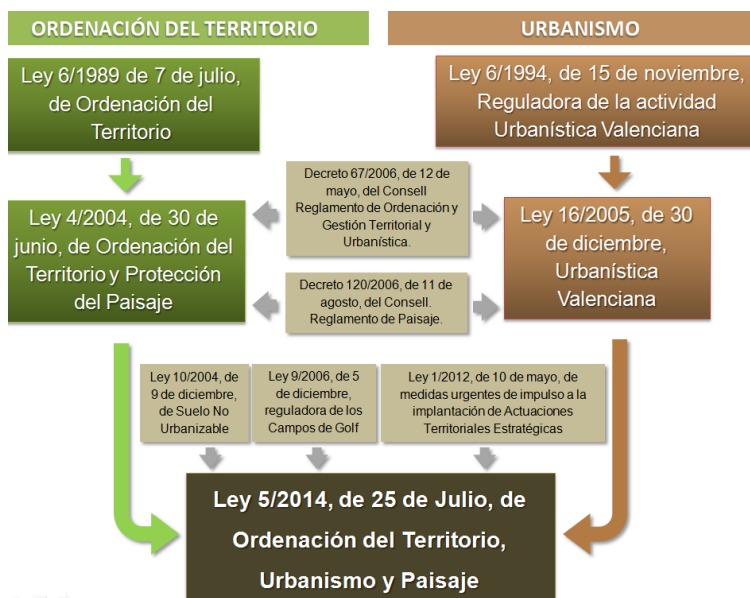 ORDENACIÓN DEL TERRITORIO
URBANISMO
Ley 6/1989 de 7 de julio,
de Ordenación del
Territorio
Ley 6/1994, de 15 de noviembre,
Reguladora de la actividad
Urbanística Valenciana
Decreto 67/2006, de 12 de
mayo, del Consell
Reglamento de Ordenación y
Gestión Territorial y
Urbanística.
Ley 4/2004, de 30 de
junio, de Ordenación del
Territorio y Protección
del Paisaje
Ley 16/2005, de 30
de diciembre,
Urbanística
Valenciana
Decreto 120/2006, de 11 de
agosto, del Consell.
Reglamento de Paisaje.
Ley 10/2004, de
9 de diciembre,
de Suelo No
Urbanizable
Ley 9/2006, de 5
de diciembre,
reguladora de los
Campos de Golf
Ley 1/2012, de 10 de mayo, de
medidas urgentes de impulso a la
implantación de Actuaciones
Territoriales Estratégicas
Ley 5/2014, de 25 de Julio, de
Ordenación del Territorio,
Urbanismo y Paisaje